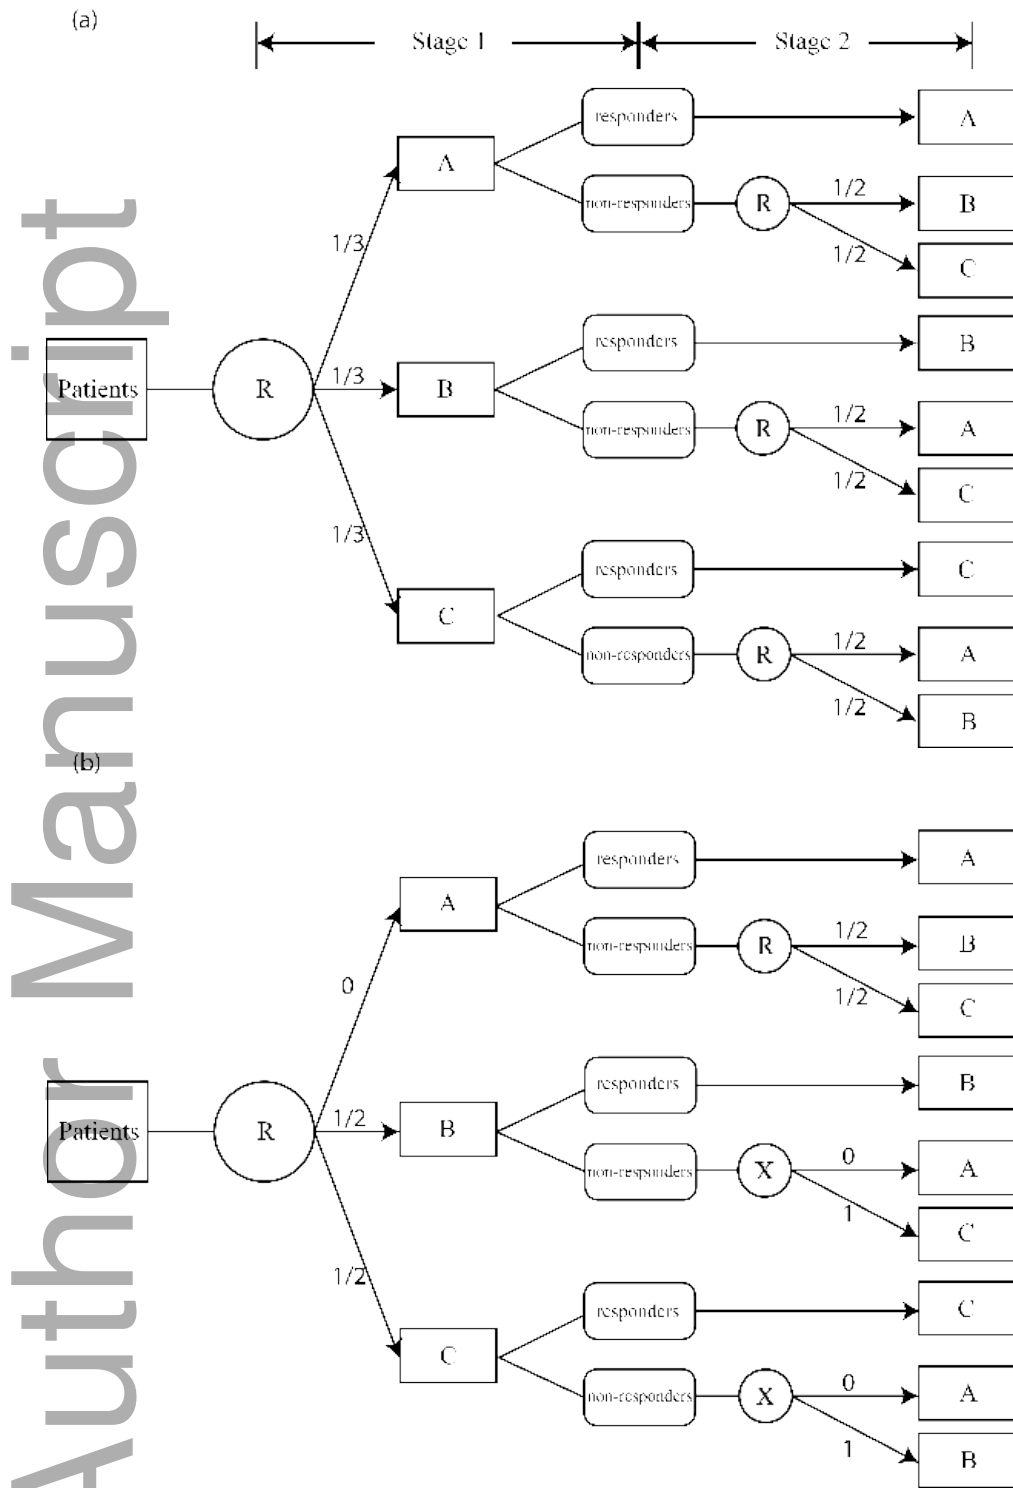 (a)
Stage 1
Stage 2
responders
A
A
non-responders
R
1/2
B
1/2
C
1/3
responders
B
Patients
R
1/3
B
non-responders
R
1/2
A
1/2
C
1/3
responders
C
C
non-responders
R
1/2
A
1/2
B
(b)
responders
A
A
non-responders
R
1/2
B
1/2
C
0
responders
B
Patients
R
1/2
B
non-responders
X
0
A
1
C
1/2
responders
C
C
non-responders
X
0
A
1
B
Author Manuscript